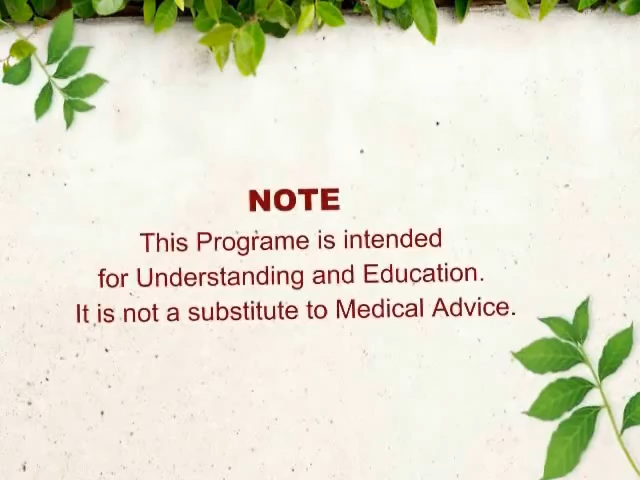 NOTE
This Programe is intended
for Understanding and Education.
It is not a substitute to Medical Advice.